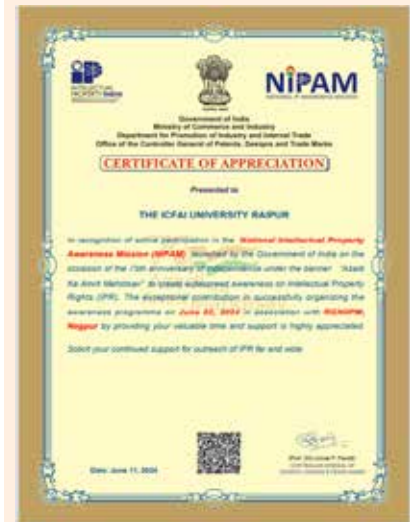 INTELLECTUAL
PROPERTY INDIA
NiPAM
Government of India
Ministry of Commerce and Industry
Department for Promotion of Industry and Internal Trade
Office of the Controller General of Patents, Designs and Trade Marks
CERTIFICATE OF APPRECIATION
Presented to
THE ICFAI UNIVERSITY RAIPUR
In recognition of active participation in the National Intellectual Property
Awareness Mission (NIPAM) launched by the Government of India on the
occasion of the 75th anniversary of independence under the banner "Azadi
Ka Amrit Mahotsav" to create widespread awareness on Intellectual Property
Rights (IPR). The exceptional contribution in successfully organizing the
awareness programme on June 2024 in association with RGNIIPM,
Nagpur by providing your valuable time and support is highly appreciated.
Solicit your continued support for outreach of IPR far and wide.
Date: June 11, 2024